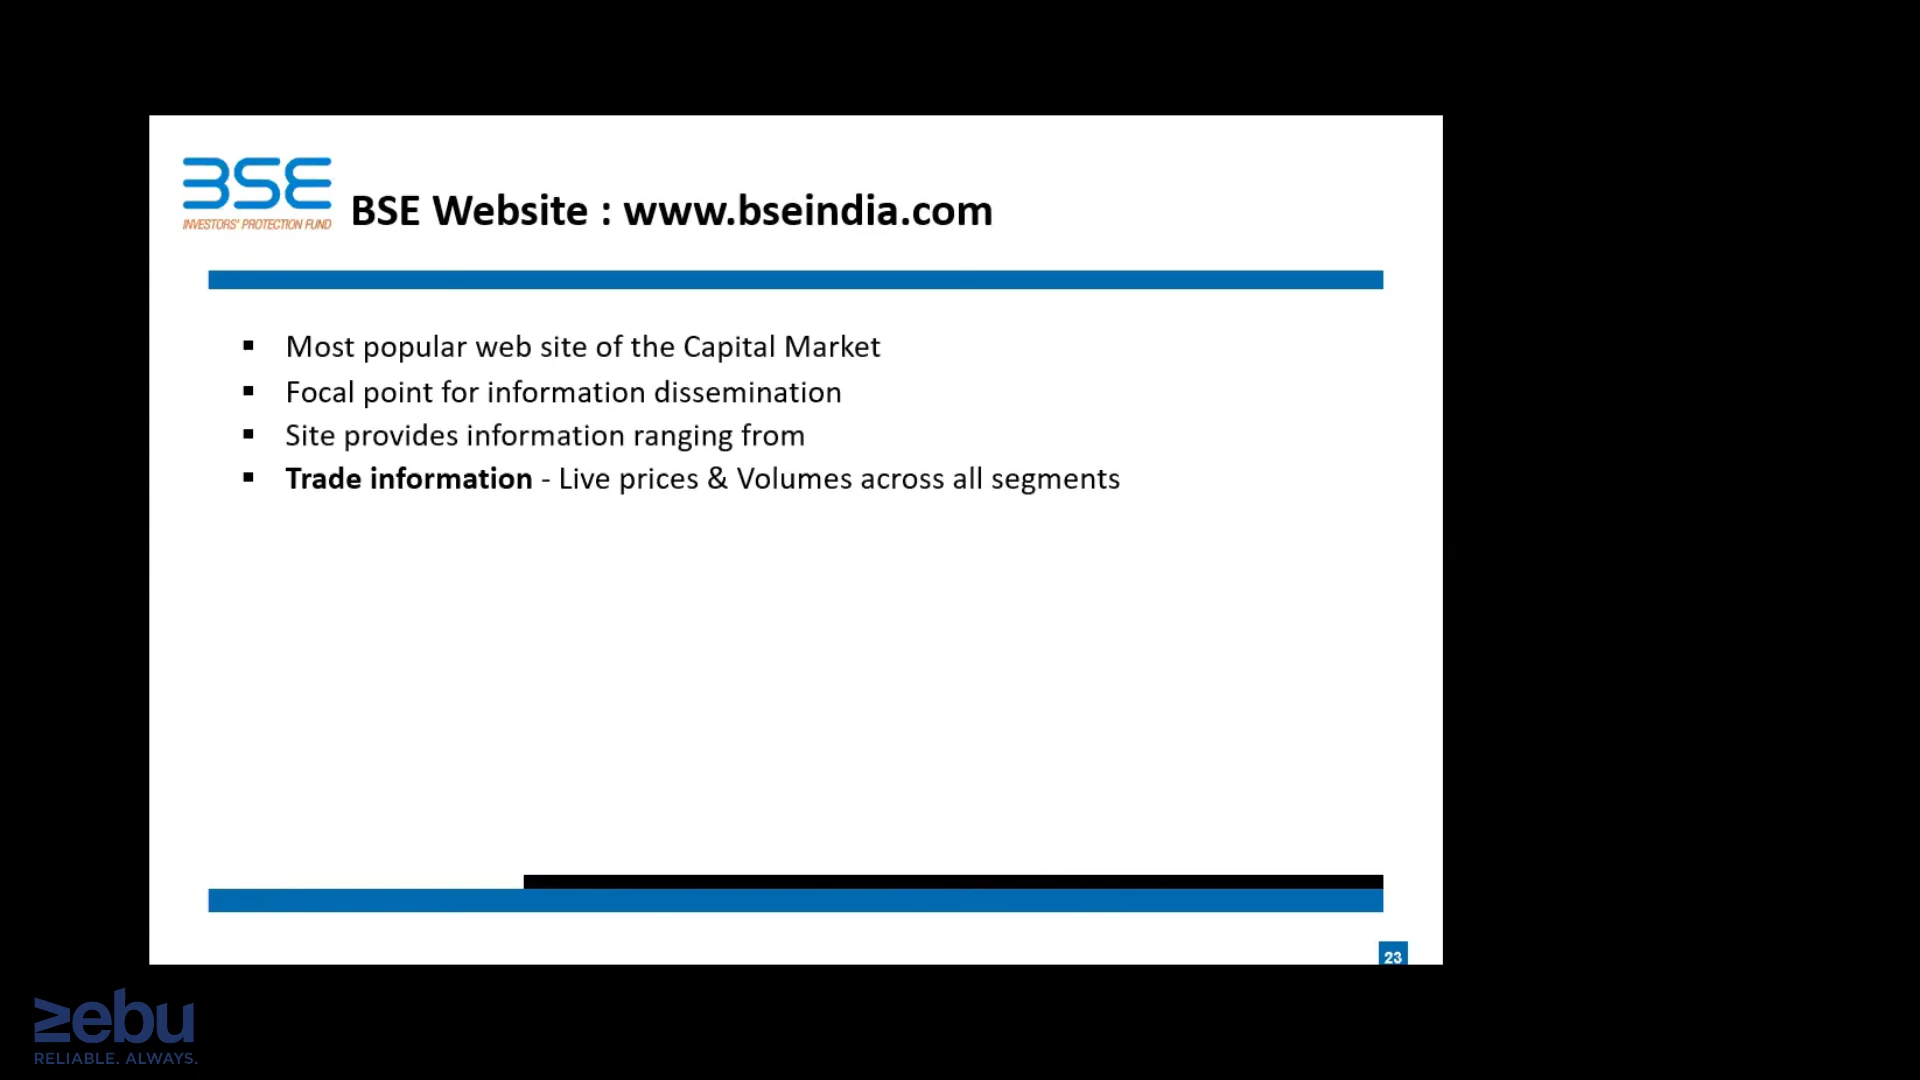 BSE
INVESTORS' PROTECTION FUND
BSE Website : www.bseindia.com
▪ Most popular web site of the Capital Market
▪ Focal point for information dissemination
▪ Site provides information ranging from
▪ Trade information - Live prices & Volumes across all segments
23
zebu
RELIABLE. ALWAYS.